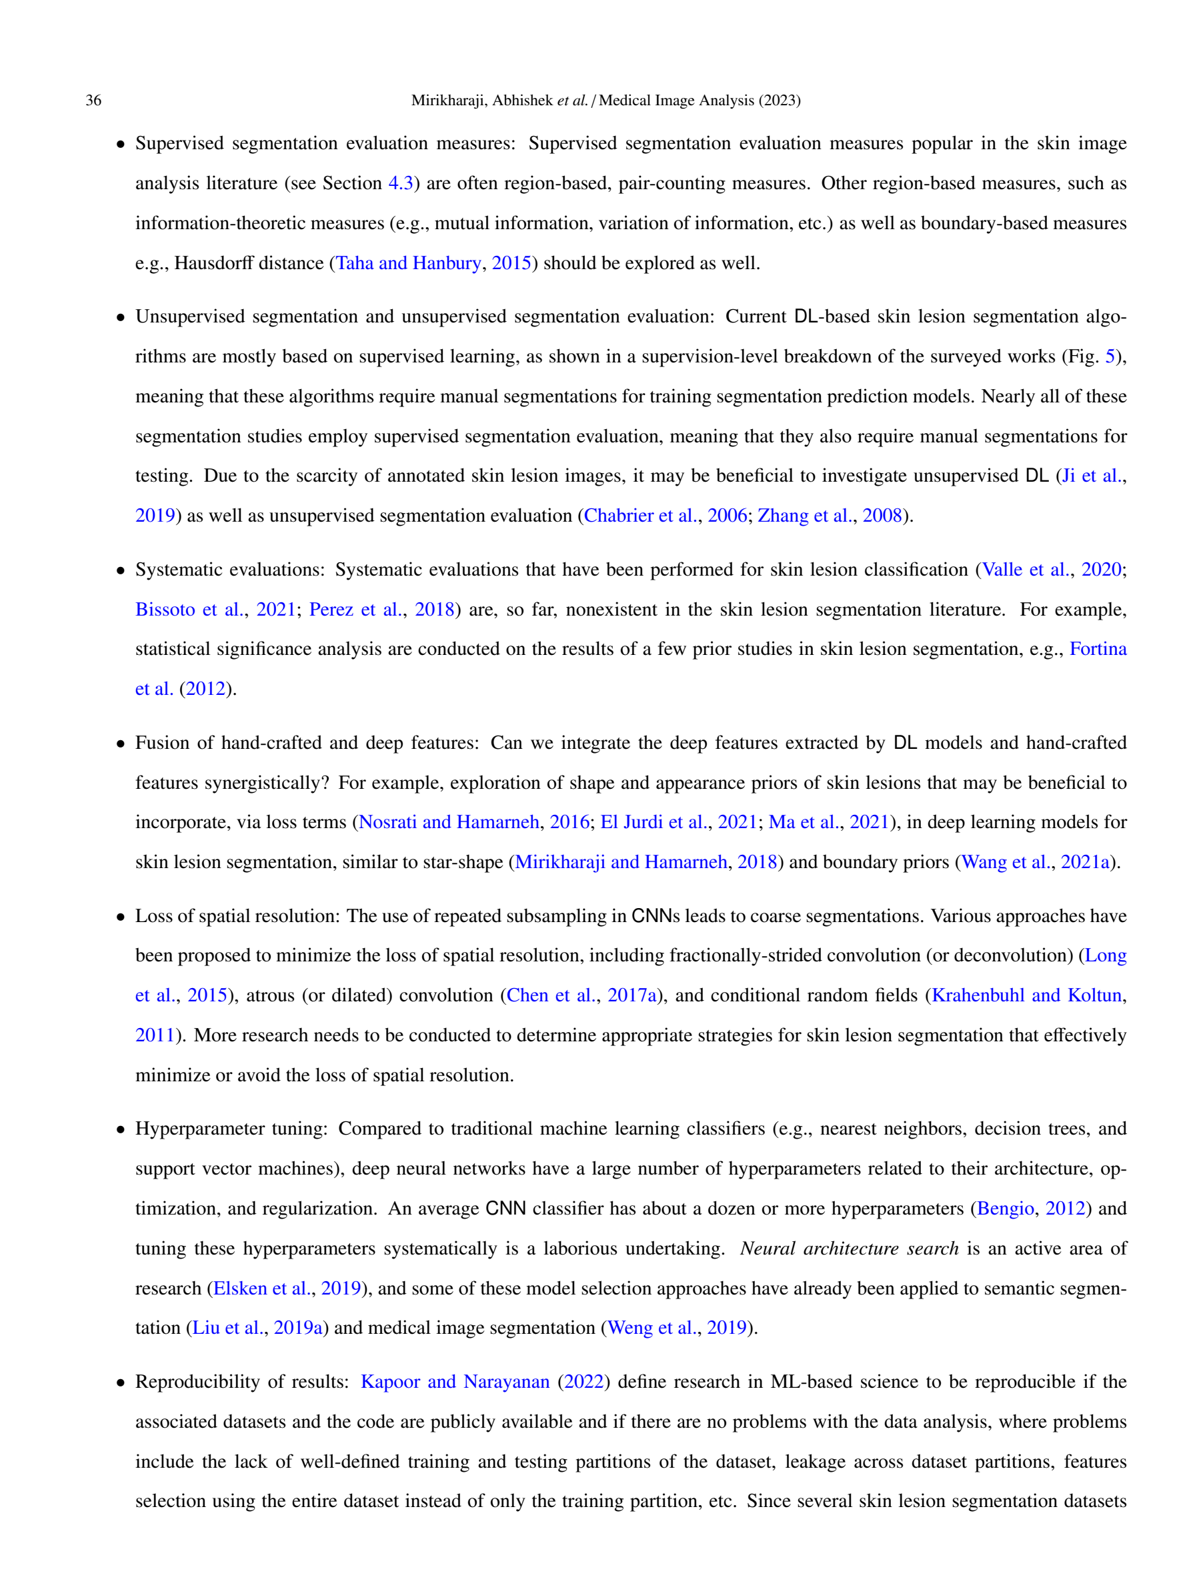 36
Mirikharaji, Abhishek et al. / Medical Image Analysis (2023)
• Supervised segmentation evaluation measures: Supervised segmentation evaluation measures popular in the skin image
analysis literature (see Section 4.3) are often region-based, pair-counting measures. Other region-based measures, such as
information-theoretic measures (e.g., mutual information, variation of information, etc.) as well as boundary-based measures
e.g., Hausdorff distance (Taha and Hanbury, 2015) should be explored as well.
• Unsupervised segmentation and unsupervised segmentation evaluation: Current DL-based skin lesion segmentation algo-
rithms are mostly based on supervised learning, as shown in a supervision-level breakdown of the surveyed works (Fig. 5),
meaning that these algorithms require manual segmentations for training segmentation prediction models. Nearly all of these
segmentation studies employ supervised segmentation evaluation, meaning that they also require manual segmentations for
testing. Due to the scarcity of annotated skin lesion images, it may be beneficial to investigate unsupervised DL (Ji et al.,
2019) as well as unsupervised segmentation evaluation (Chabrier et al., 2006; Zhang et al., 2008).
• Systematic evaluations: Systematic evaluations that have been performed for skin lesion classification (Valle et al., 2020;
Bissoto et al., 2021; Perez et al., 2018) are, so far, nonexistent in the skin lesion segmentation literature. For example,
statistical significance analysis are conducted on the results of a few prior studies in skin lesion segmentation, e.g., Fortina
et al. (2012).
• Fusion of hand-crafted and deep features: Can we integrate the deep features extracted by DL models and hand-crafted
features synergistically? For example, exploration of shape and appearance priors of skin lesions that may be beneficial to
incorporate, via loss terms (Nosrati and Hamarneh, 2016; El Jurdi et al., 2021; Ma et al., 2021), in deep learning models for
skin lesion segmentation, similar to star-shape (Mirikharaji and Hamarneh, 2018) and boundary priors (Wang et al., 2021a).
• Loss of spatial resolution: The use of repeated subsampling in CNNs leads to coarse segmentations. Various approaches have
been proposed to minimize the loss of spatial resolution, including fractionally-strided convolution (or deconvolution) (Long
et al., 2015), atrous (or dilated) convolution (Chen et al., 2017a), and conditional random fields (Krahenbuhl and Koltun,
2011). More research needs to be conducted to determine appropriate strategies for skin lesion segmentation that effectively
minimize or avoid the loss of spatial resolution.
• Hyperparameter tuning: Compared to traditional machine learning classifiers (e.g., nearest neighbors, decision trees, and
support vector machines), deep neural networks have a large number of hyperparameters related to their architecture, op-
timization, and regularization. An average CNN classifier has about a dozen or more hyperparameters (Bengio, 2012) and
tuning these hyperparameters systematically is a laborious undertaking. Neural architecture search is an active area of
research (Elsken et al., 2019), and some of these model selection approaches have already been applied to semantic segmen-
tation (Liu et al., 2019a) and medical image segmentation (Weng et al., 2019).
• Reproducibility of results: Kapoor and Narayanan (2022) define research in ML-based science to be reproducible if the
associated datasets and the code are publicly available and if there are no problems with the data analysis, where problems
include the lack of well-defined training and testing partitions of the dataset, leakage across dataset partitions, features
selection using the entire dataset instead of only the training partition, etc. Since several skin lesion segmentation datasets